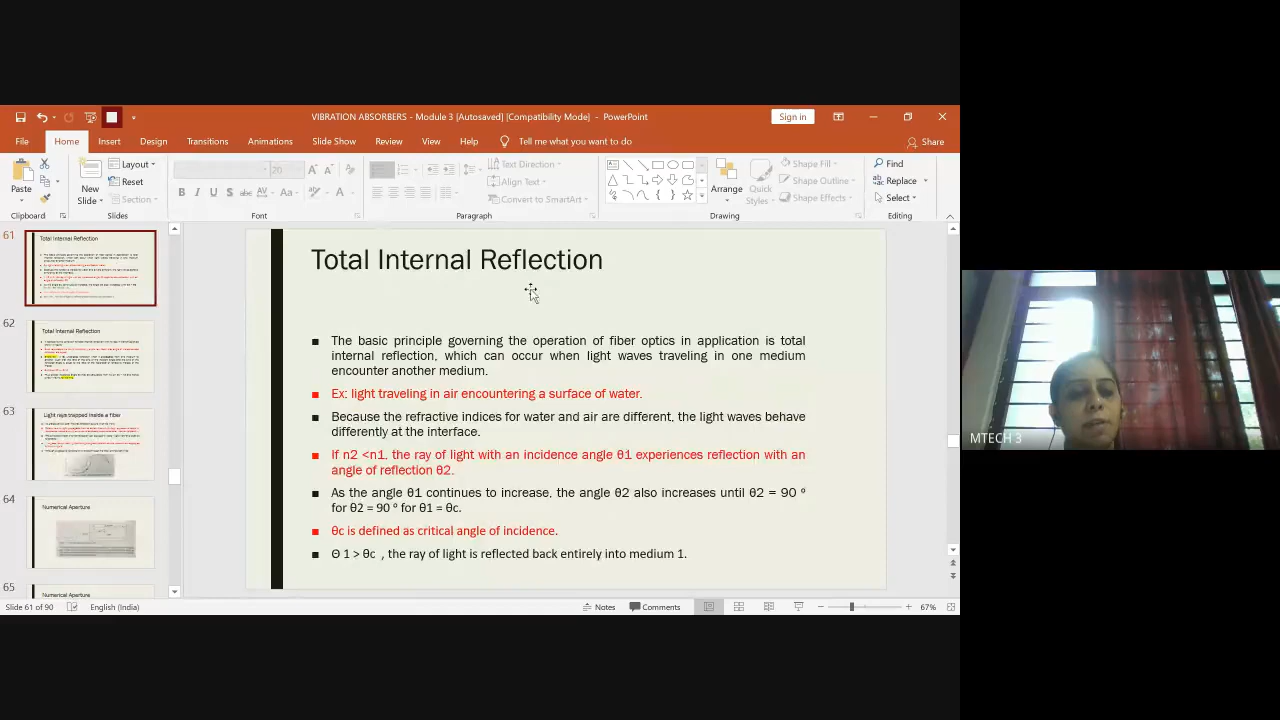 VIBRATION ABSORBERS - Module 3 [Autosaved] [Compatibility Mode] - PowerPoint
Sign in
File Home Insert Design Transitions Animations Slide Show Review View Help Tell me what you want to do Share
Paste
New Slide
Layout
Reset
Section
20
Text Direction
Align Text
Convert to SmartArt
Arrange
Quick Styles
Shape Fill
Shape Outline
Shape Effects
Find
Replace
Select
Clipboard Slides Font Paragraph Drawing Editing
61
Total Internal Reflection
62
Total Internal Reflection
63
Light rays trapped inside a fiber
64
Numerical Aperture
65
Numerical Aperture
Total Internal Reflection
■ The basic principle governing the operation of fiber optics in application is total
internal reflection, which can occur when light waves traveling in one medium
encounter another medium.
■ Ex: light traveling in air encountering a surface of water.
■ Because the refractive indices for water and air are different, the light waves behave
differently at the interface.
■ If n2 <n1, the ray of light with an incidence angle θ1 experiences reflection with an
angle of reflection θ2.
■ As the angle θ1 continues to increase, the angle θ2 also increases until θ2 = 90 º
for θ2 = 90 º for θ1 = θc.
■ θc is defined as critical angle of incidence.
■ Θ 1 > θc , the ray of light is reflected back entirely into medium 1.
MTECH 3
Slide 61 of 90 English (India) Notes Comments 67%